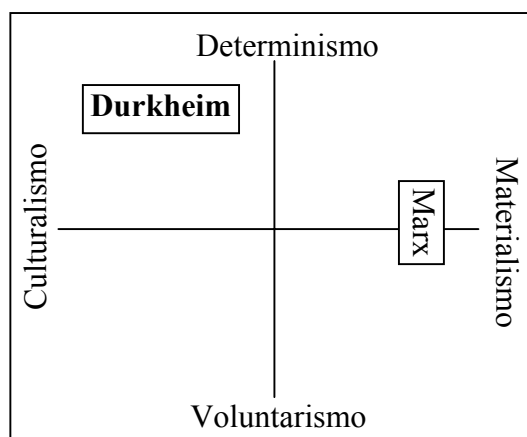 Determinismo
Durkheim
Culturalismo
Marx
Materialismo
Voluntarismo